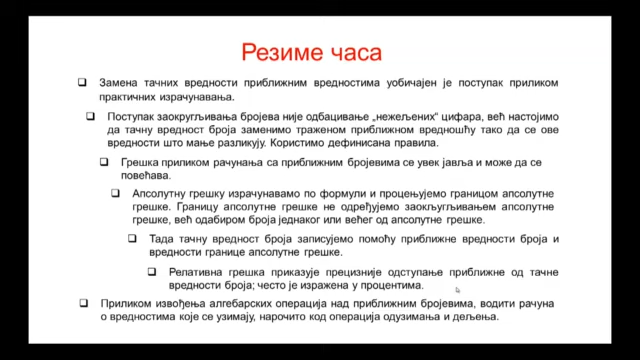 Резиме часа
❑ Замена тачних вредности приближним вредностима уобичајен је поступак приликом
практичних израчунавања.
❑ Поступак заокругљивања бројева није одбацивање „нежељених“ цифара, већ настојимо
да тачну вредност броја заменимо траженом приближном вредношћу тако да се ове
вредности што мање разликују. Користимо дефинисана правила.
❑ Грешка приликом рачунања са приближним бројевима се увек јавља и може да се
повећава.
❑ Апсолутну грешку израчунавамо по формули и процењујемо границом апсолутне
грешке. Границу апсолутне грешке не одређујемо заокљугљивањем апсолутне
грешке, већ одабиром броја једнаког или већег од апсолутне грешке.
❑ Тада тачну вредност броја записујемо помоћу приближне вредности броја и
вредности границе апсолутне грешке.
❑ Релативна грешка приказује прецизније одступање приближне од тачне
вредности броја; често је изражена у процентима.
❑ Приликом извођења алгебарских операција над приближним бројевима, водити рачуна
о вредностима које се узимају, нарочито код операција одузимања и дељења.